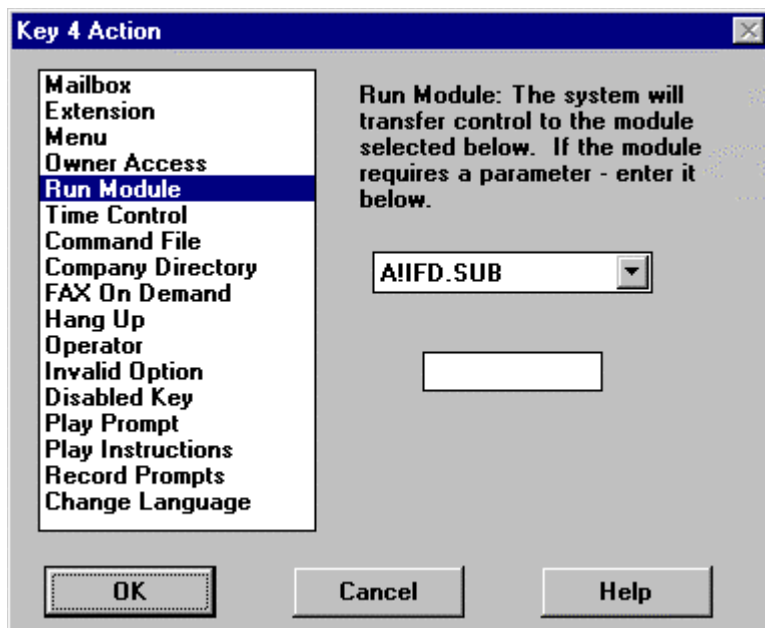 Key 4 Action
Mailbox
Extension
Menu
Owner Access
Run Module
Time Control
Command File
Company Directory
FAX On Demand
Hang Up
Operator
Invalid Option
Disabled Key
Play Prompt
Play Instructions
Record Prompts
Change Language
Run Module: The system will
transfer control to the module
selected below. If the module
requires a parameter - enter it
below.
A!IFD.SUB
OK
Cancel
Help